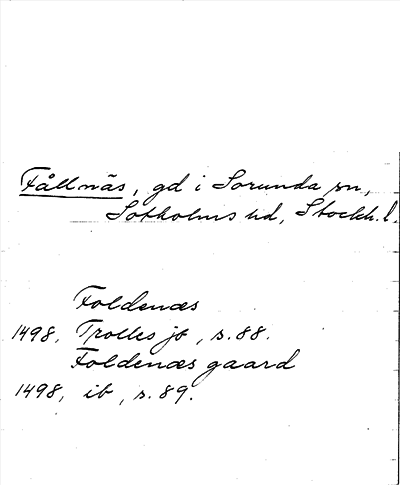 Fållnäs, gd i Sorunda sn,
Sotholms hd, Stockh. l.
Foldenæs
1498, Trolles jb, s. 88.
Foldenæs gaard
1498, ib, s. 89.